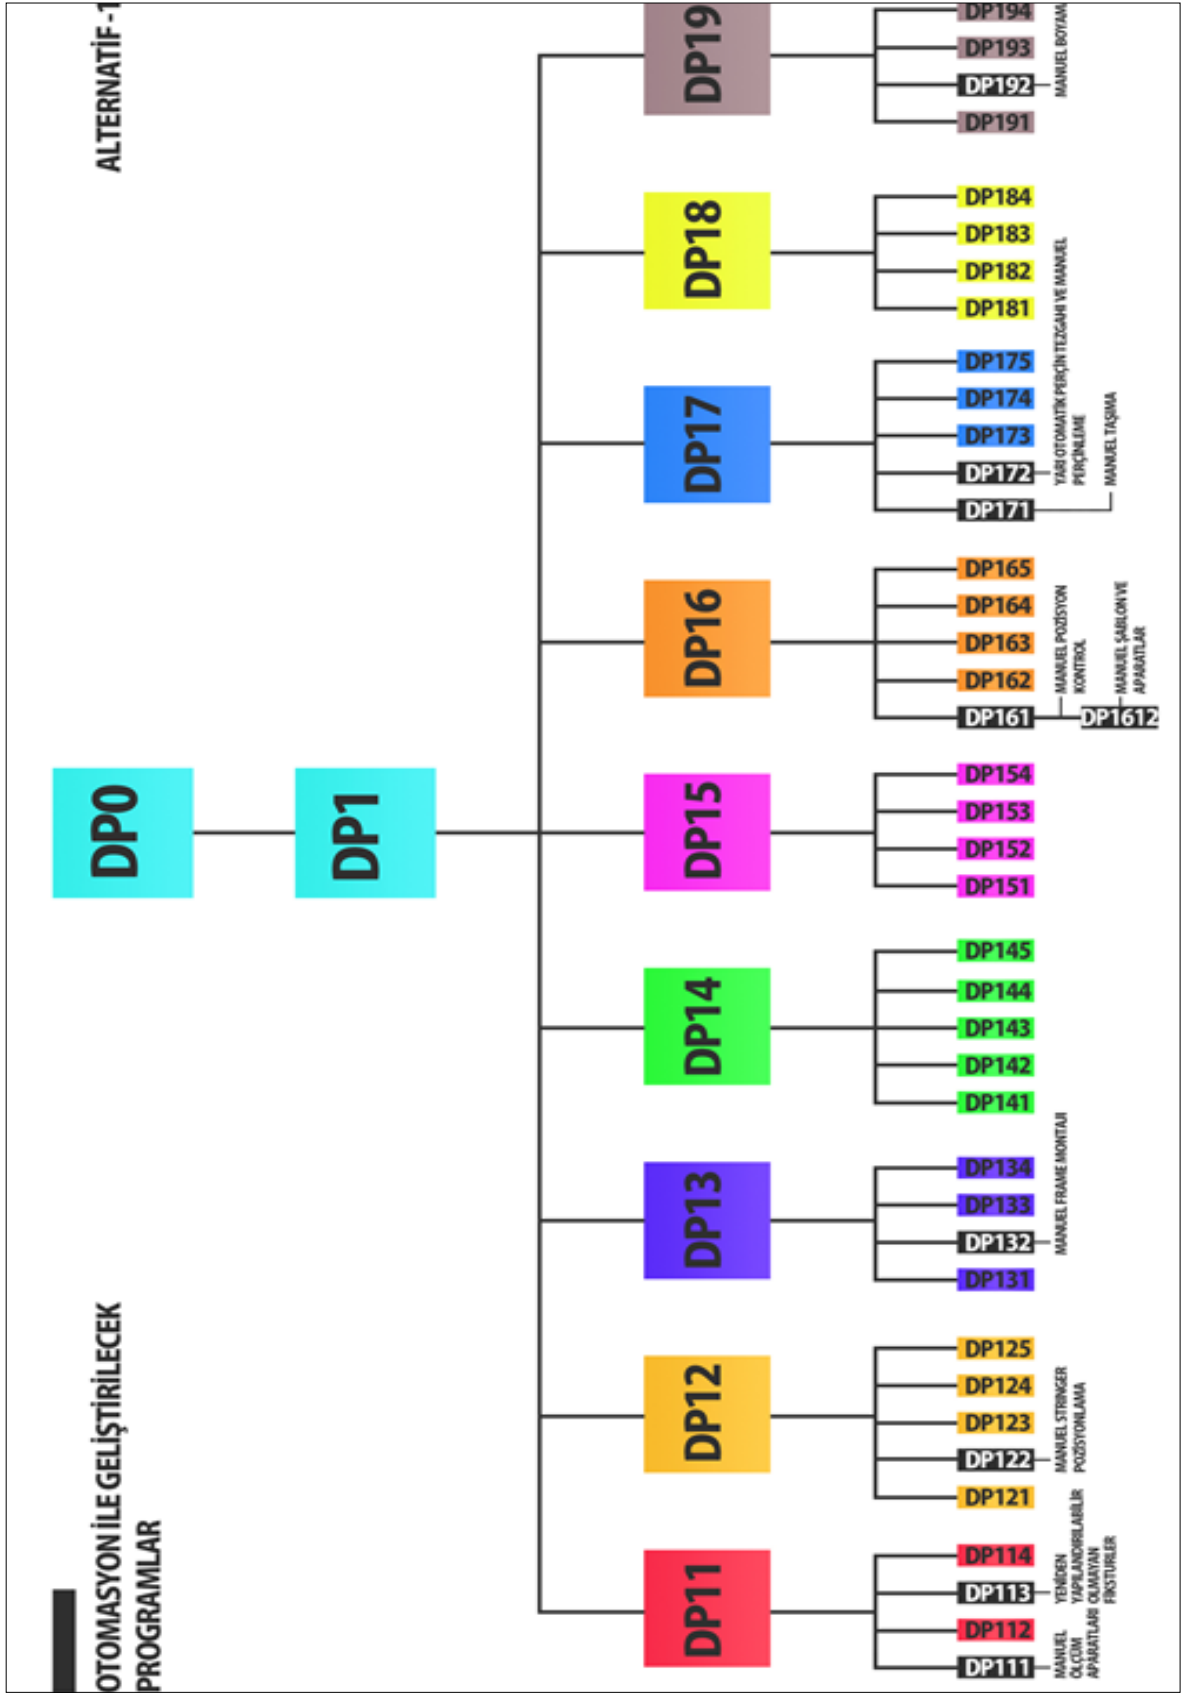 OTOMASYON İLE GELİŞTİRİLECEK
PROGRAMLAR
ALTERNATİF -1
DP0
DP1
DP11
DP12
DP13
DP14
DP15
DP16
DP17
DP18
DP19
DP111
DP112
DP113
DP114
DP121
DP122
DP123
DP124
DP125
DP131
DP132
DP133
DP134
DP141
DP142
DP143
DP144
DP145
DP151
DP152
DP153
DP154
DP161
DP162
DP163
DP164
DP165
DP171
DP172
DP173
DP174
DP175
DP181
DP182
DP183
DP184
DP191
DP192
DP193
DP194
MANUEL
ÖLÇÜM
APARATLARI
YENİDEN
YAPILANDIRILABİLİR
OLMAYAN
FİKSTURLER
MANUEL STRINGER
POZİSYONLAMA
MANUEL FRAME MONTAJI
MANUEL POZİSYON
KONTROL
DP1612
MANUEL ŞABLON VE
APARATLAR
YARI OTOMATİK PERÇİN TEZGAHI VE MANUEL
PERÇİNLEME
MANUEL TAŞIMA
MANUEL BOYAM